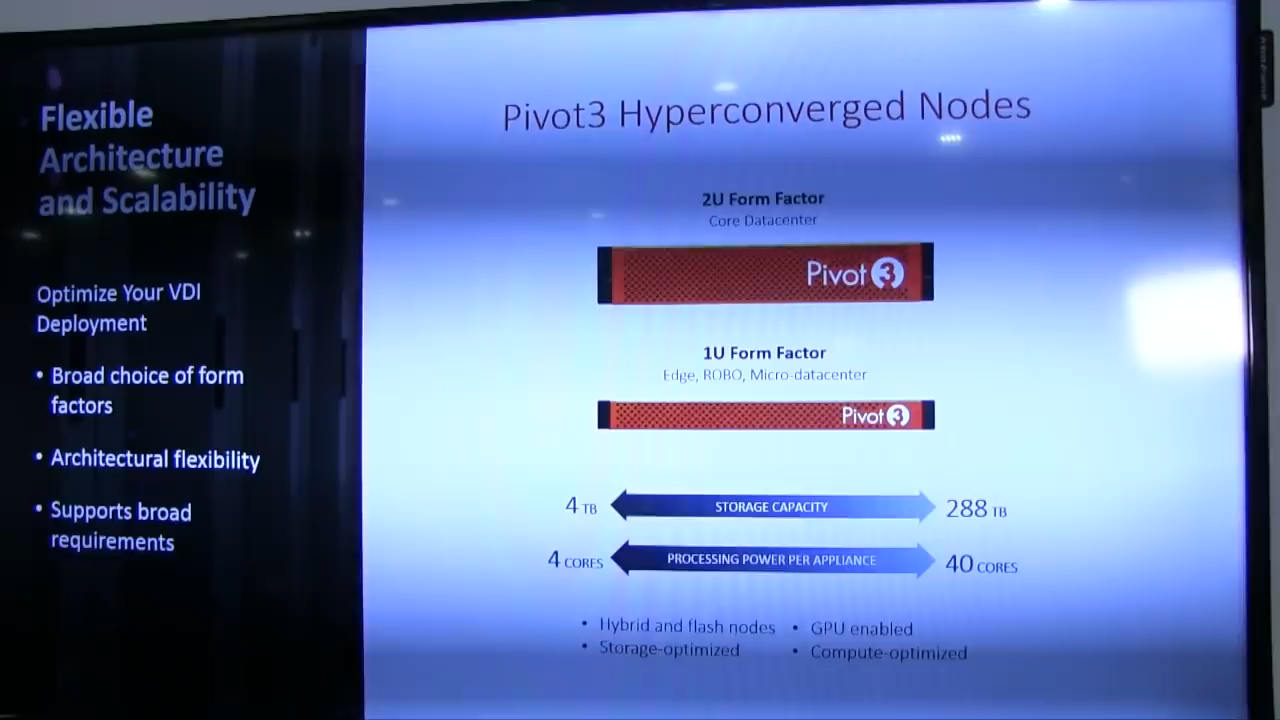 Flexible
Architecture
and Scalability
Optimize Your VDI
Deployment
• Broad choice of form
factors
• Architectural flexibility
• Supports broad
requirements
Pivot3 Hyperconverged Nodes
2U Form Factor
Core Datacenter
Pivot3
1U Form Factor
Edge, ROBO, Micro-datacenter
Pivot3
4 TB STORAGE CAPACITY 288 TB
4 CORES PROCESSING POWER PER APPLIANCE 40 CORES
• Hybrid and flash nodes • GPU enabled
• Storage-optimized • Compute-optimized